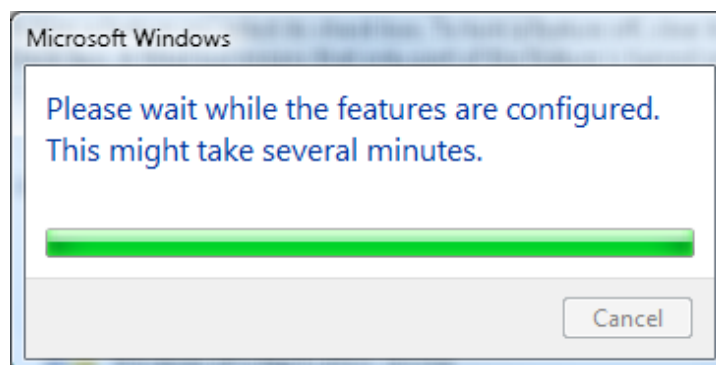 Microsoft Windows
Please wait while the features are configured.
This might take several minutes.
Cancel